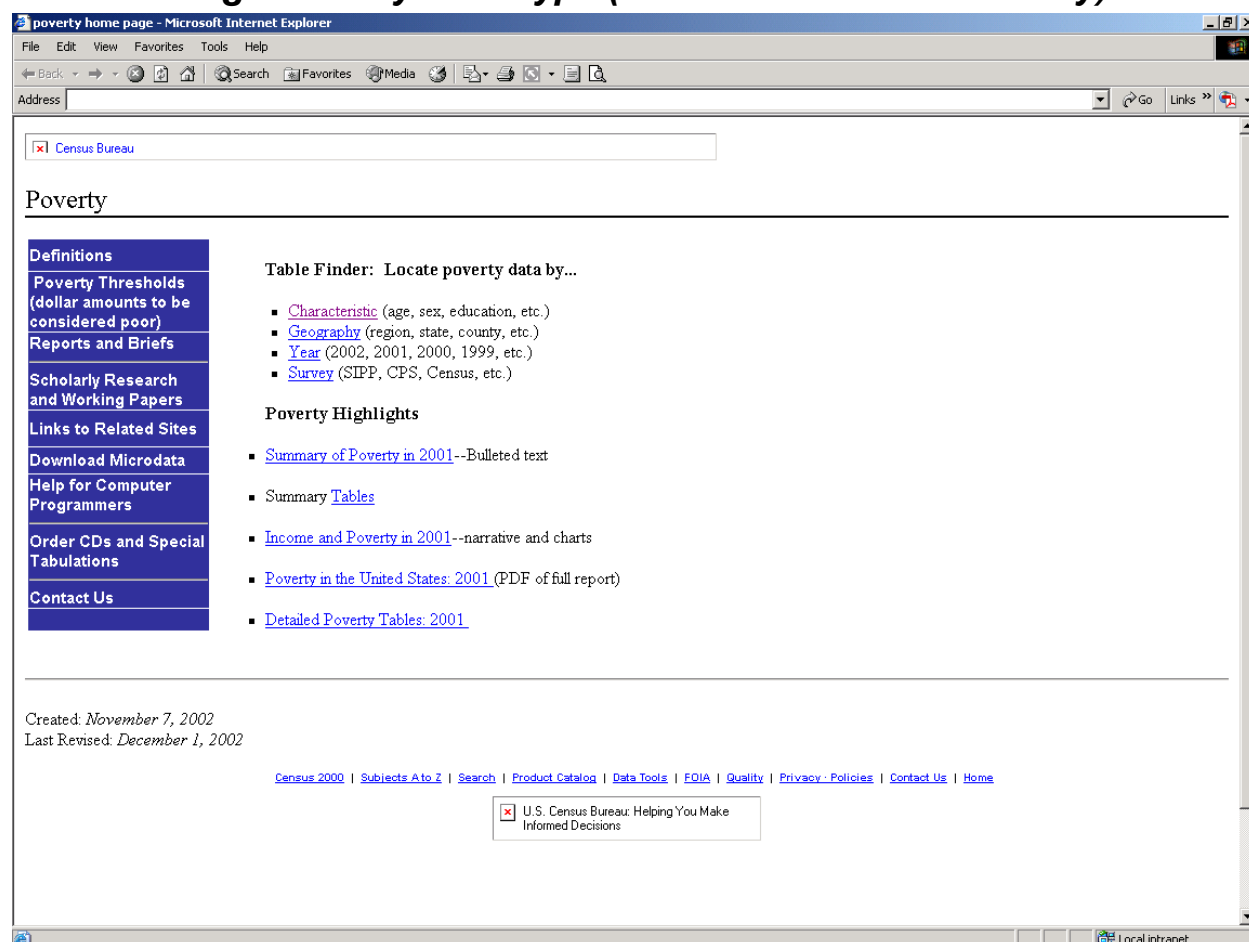 poverty home page - Microsoft Internet Explorer
File Edit View Favorites Tools Help
Back Search Favorites Media
Address Go Links »
Census Bureau
Poverty
Definitions
Poverty Thresholds
(dollar amounts to be
considered poor)
Reports and Briefs
Scholarly Research
and Working Papers
Links to Related Sites
Download Microdata
Help for Computer
Programmers
Order CDs and Special
Tabulations
Contact Us
Table Finder: Locate poverty data by...
Characteristic (age, sex, education, etc.)
Geography (region, state, county, etc.)
Year (2002, 2001, 2000, 1999, etc.)
Survey (SIPP, CPS, Census, etc.)
Poverty Highlights
Summary of Poverty in 2001--Bulleted text
Summary Tables
Income and Poverty in 2001--narrative and charts
Poverty in the United States: 2001 (PDF of full report)
Detailed Poverty Tables: 2001
Created: November 7, 2002
Last Revised: December 1, 2002
Census 2000 | Subjects A to Z | Search | Product Catalog | Data Tools | FOIA | Quality | Privacy · Policies | Contact Us | Home
U.S. Census Bureau: Helping You Make
Informed Decisions
Local intranet